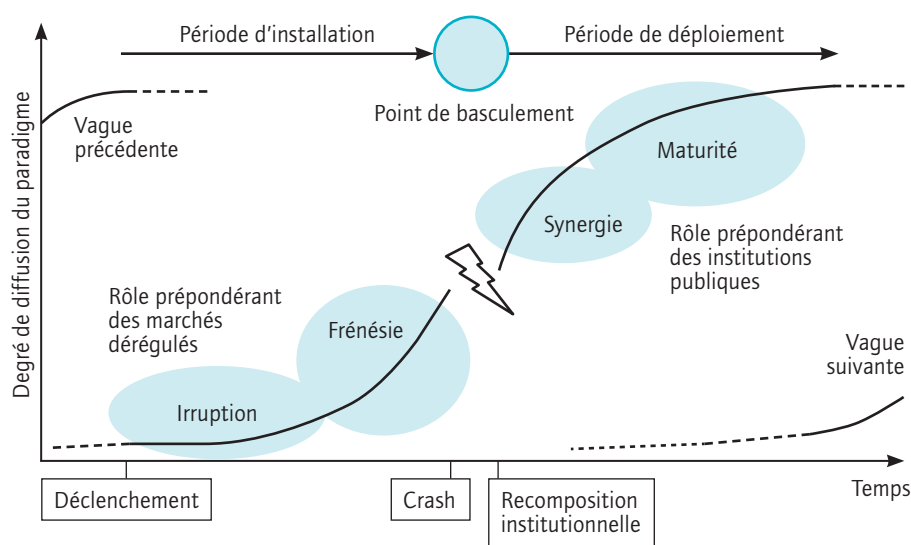 Période d'installation
Période de déploiement
Point de basculement
Degré de diffusion du paradigme
Vague
précédente
Maturité
Synergie
Rôle prépondérant
des institutions
publiques
Rôle prépondérant
des marchés
dérégulés
Frénésie
Irruption
Vague
suivante
Temps
Déclenchement
Crash
Recomposition
institutionnelle